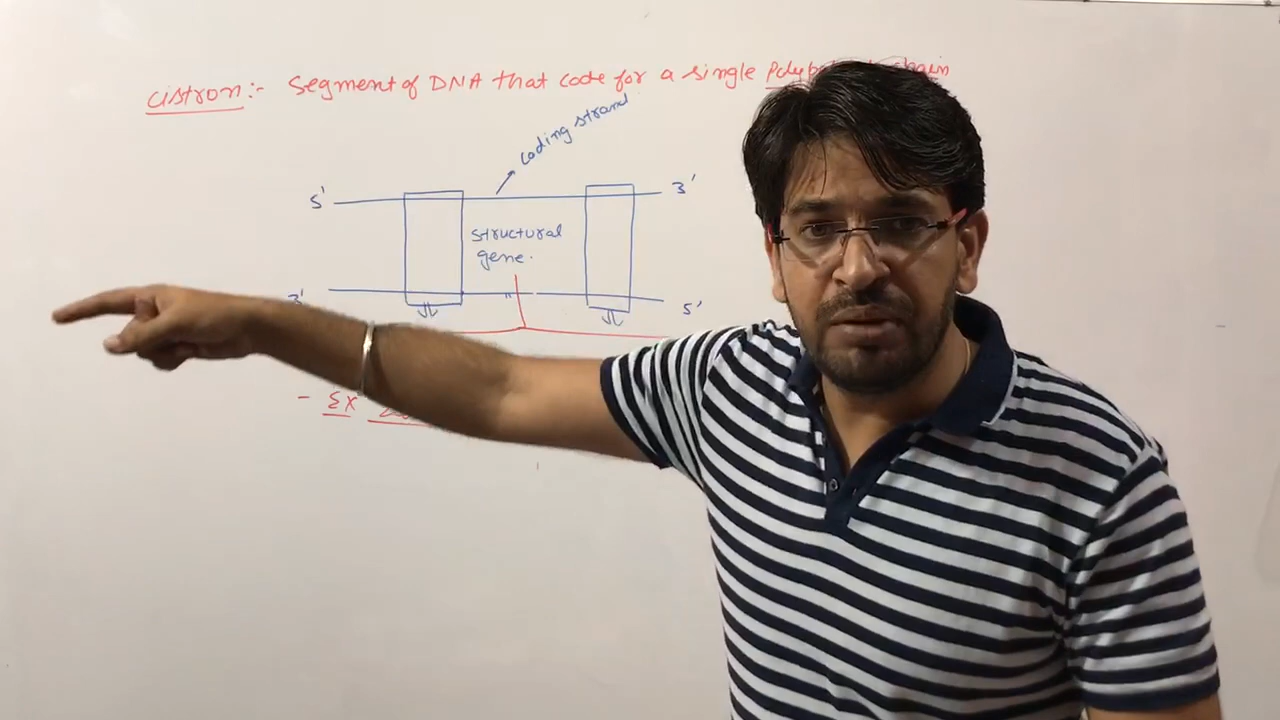 Cistron:- Segment of DNA that code for a single
coding strand
5' 3'
structural
gene.
3' 5'
- Ex